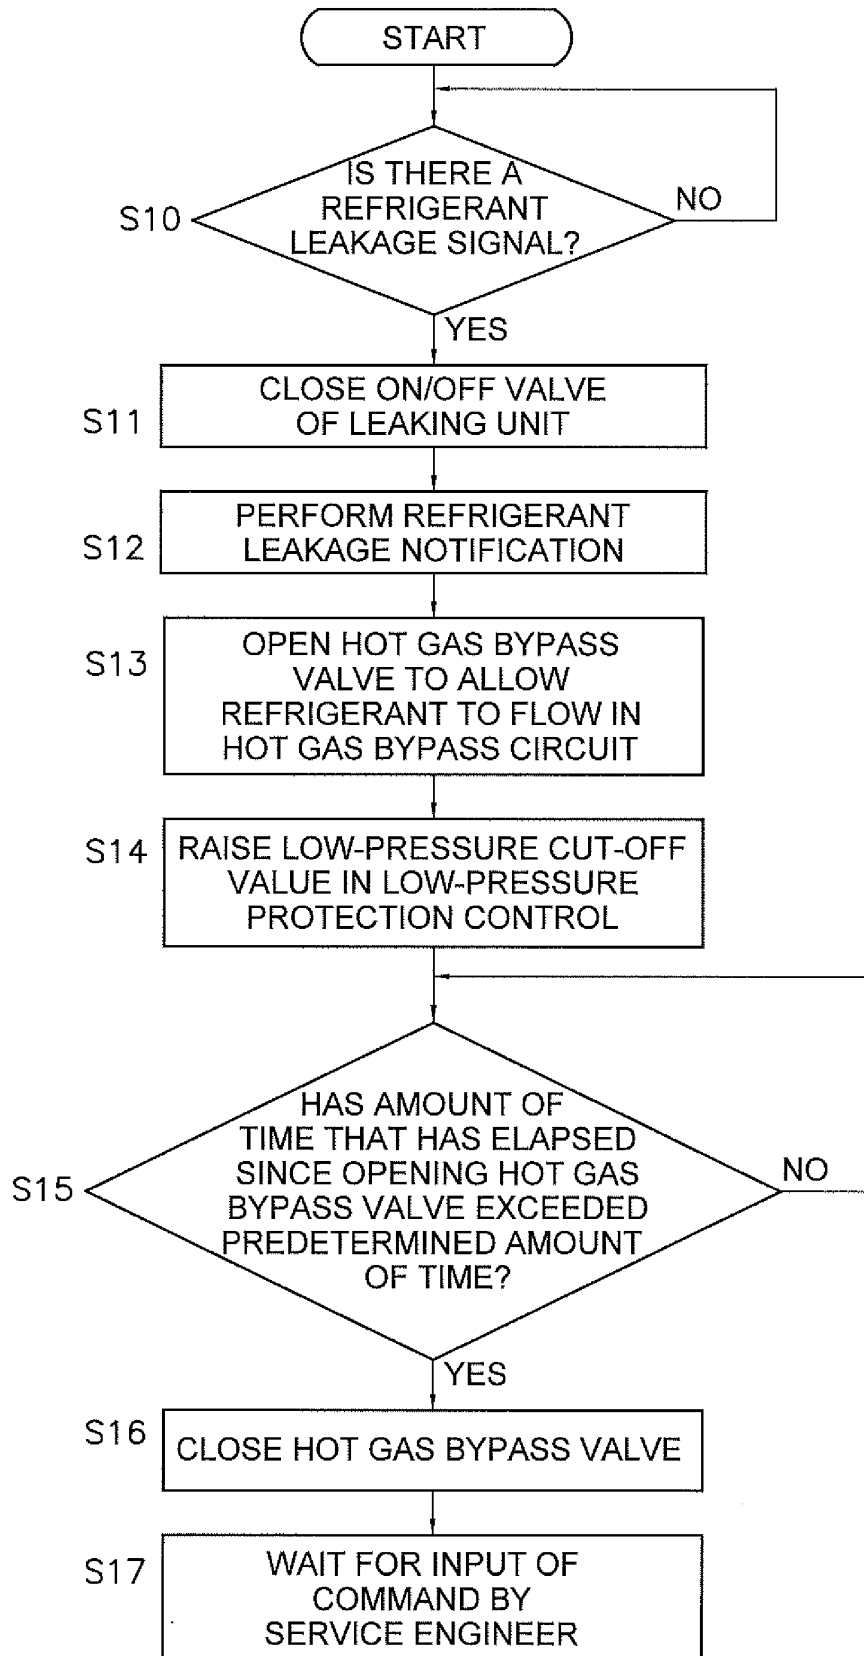 START
IS THERE A
REFRIGERANT
LEAKAGE SIGNAL?
S10
NO
YES
CLOSE ON/OFF VALVE
OF LEAKING UNIT
S11
PERFORM REFRIGERANT
LEAKAGE NOTIFICATION
S12
OPEN HOT GAS BYPASS
VALVE TO ALLOW
REFRIGERANT TO FLOW IN
HOT GAS BYPASS CIRCUIT
S13
RAISE LOW-PRESSURE CUT-OFF
VALUE IN LOW-PRESSURE
PROTECTION CONTROL
S14
HAS AMOUNT OF
TIME THAT HAS ELAPSED
SINCE OPENING HOT GAS
BYPASS VALVE EXCEEDED
PREDETERMINED AMOUNT
OF TIME?
S15
NO
YES
S16
CLOSE HOT GAS BYPASS VALVE
S17
WAIT FOR INPUT OF
COMMAND BY
SERVICE ENGINEER